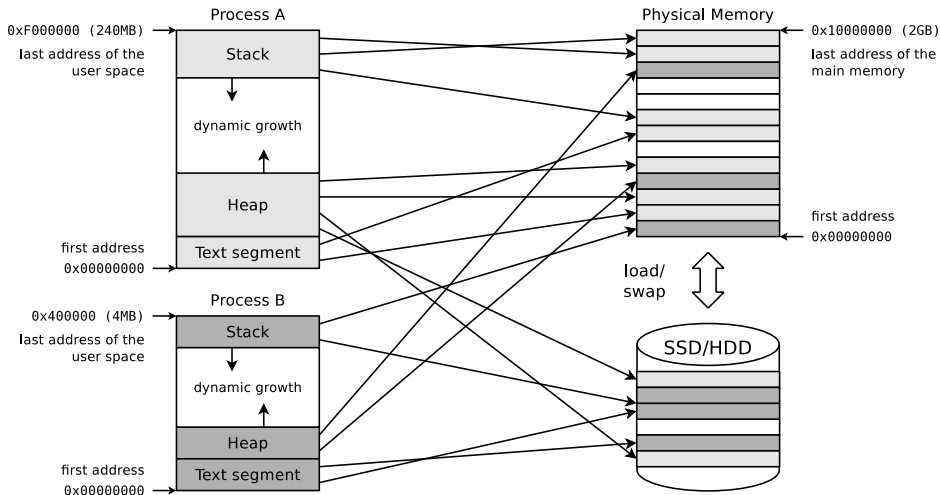 Process A
0xF000000 (240MB)
last address of the
user space
Stack
dynamic growth
Heap
Text segment
first address
0x00000000
Process B
0x400000 (4MB)
last address of the
user space
Stack
dynamic growth
Heap
Text segment
first address
0x00000000
Physical Memory
0x10000000 (2GB)
last address of the
main memory
first address
0x00000000
load/
swap
SSD/HDD